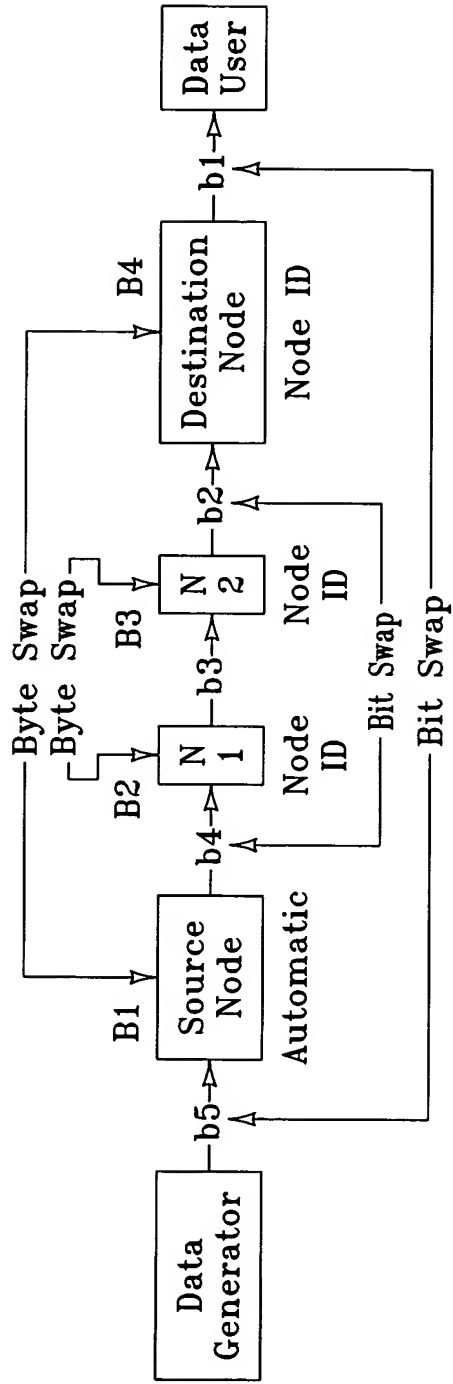 Byte Swap
Byte Swap
B1
B2
B3
B4
Data
Generator
b5
Source
Node
b4
N
1
b3
N
2
b2
Destination
Node
b1
Data
User
Automatic
Node
ID
Node
ID
Node ID
Bit Swap
Bit Swap